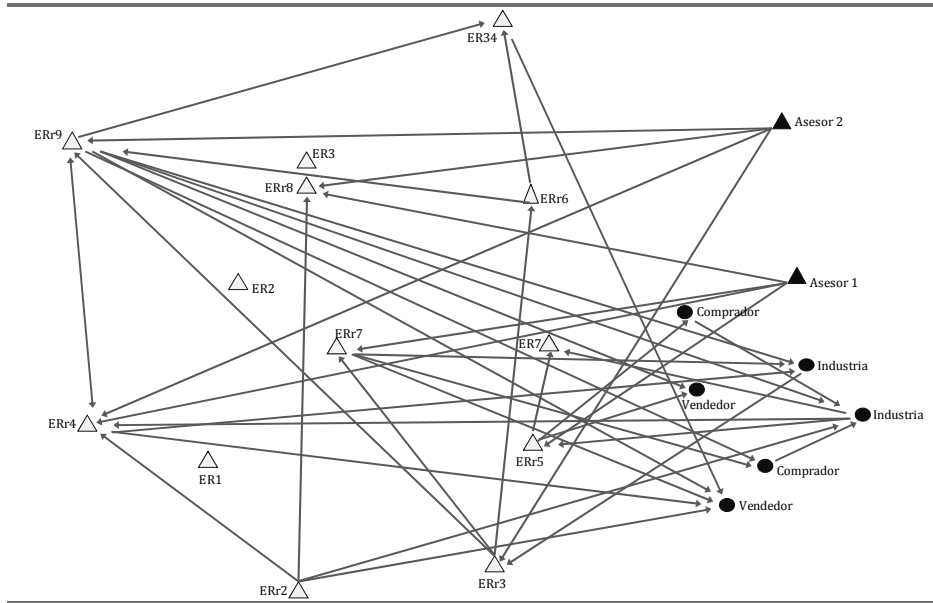 ER34
Asesor 2
ERr9
ER3
ERr8
ERr6
Asesor 1
ER2
Comprador
ERr7
ER7
Industria
Vendedor
Industria
ERr4
ERr5
ER1
Comprador
Vendedor
ERr3
ERr2